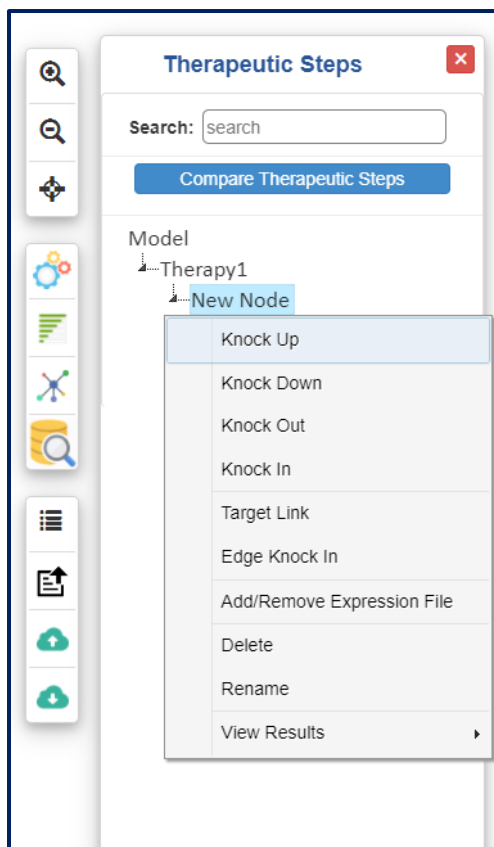 Therapeutic Steps
Search: search
Compare Therapeutic Steps
Model
Therapy1
New Node
Knock Up
Knock Down
Knock Out
Knock In
Target Link
Edge Knock In
Add/Remove Expression File
Delete
Rename
View Results